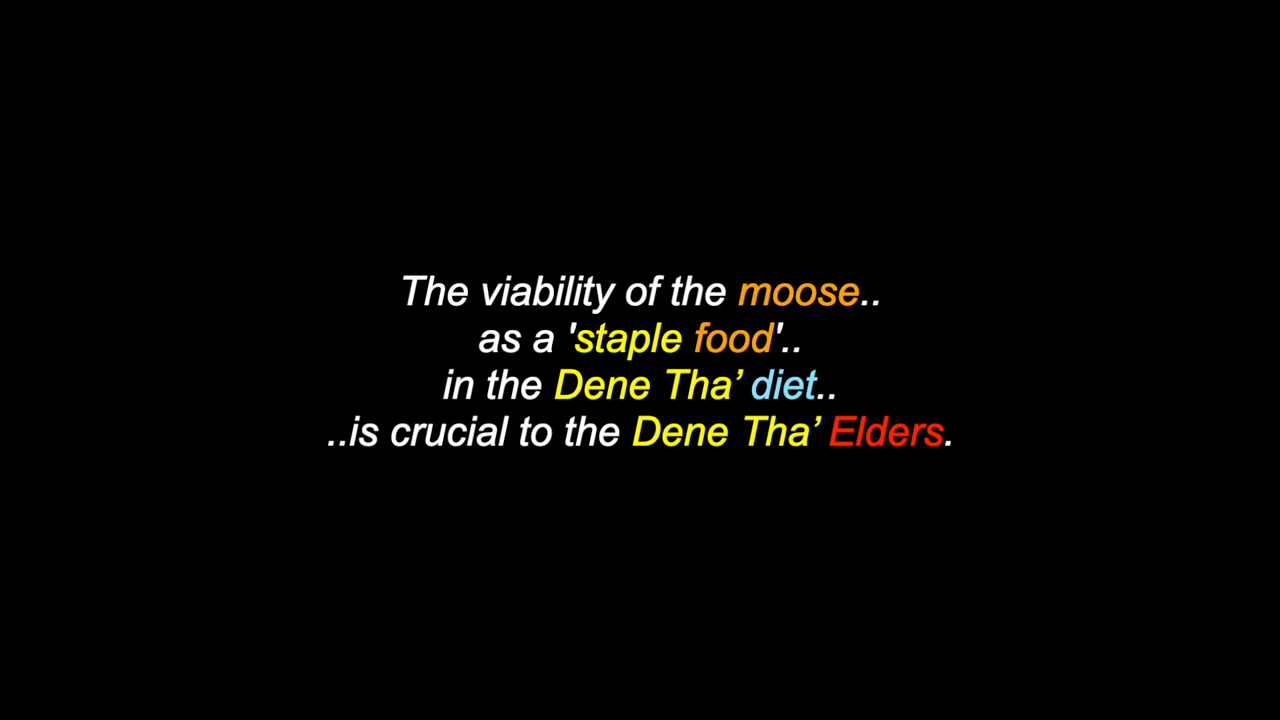 The viability of the moose..
as a 'staple food'..
in the Dene Tha’ diet..
..is crucial to the Dene Tha’ Elders.